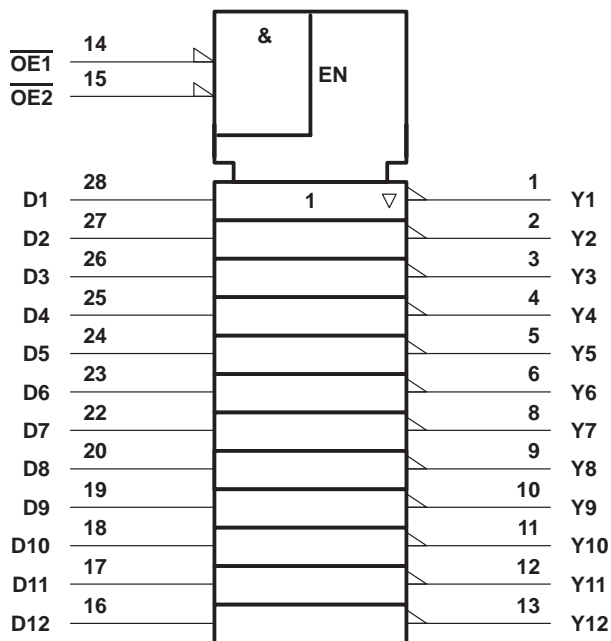 &
14
OE1
EN
15
OE2
28 1
D1 1 ▽ Y1
27 2
D2 Y2
26 3
D3 Y3
25 4
D4 Y4
24 5
D5 Y5
23 6
D6 Y6
22 8
D7 Y7
20 9
D8 Y8
19 10
D9 Y9
18 11
D10 Y10
17 12
D11 Y11
16 13
D12 Y12